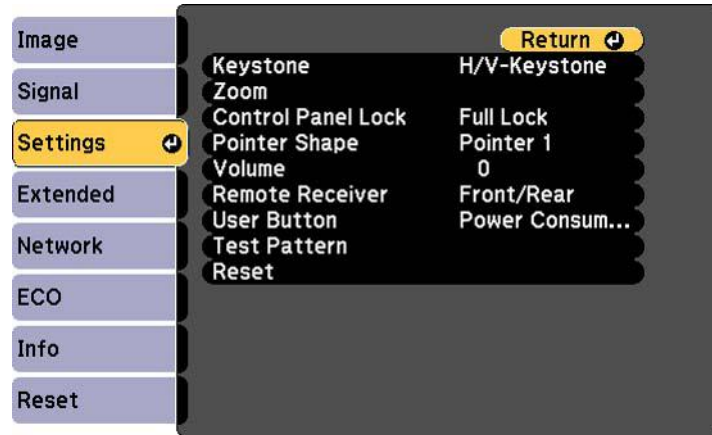 Image
Signal
Settings
Extended
Network
ECO
Info
Reset
Return
Keystone H/V-Keystone
Zoom
Control Panel Lock Full Lock
Pointer Shape Pointer 1
Volume 0
Remote Receiver Front/Rear
User Button Power Consum...
Test Pattern
Reset